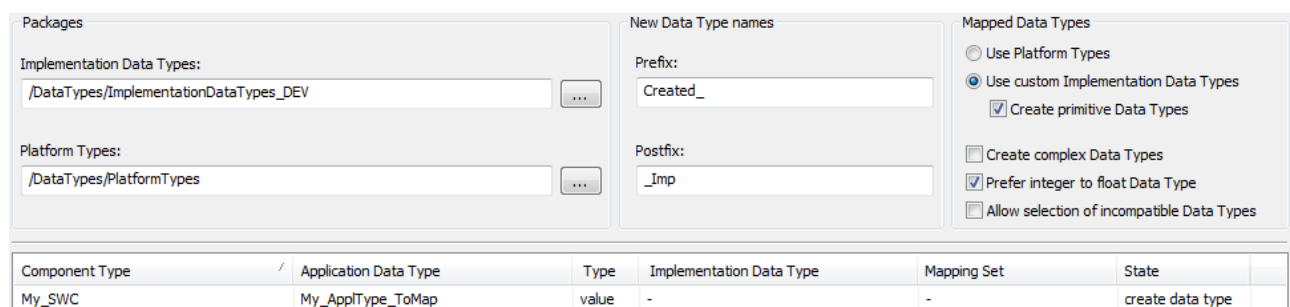 Packages
Implementation Data Types:
/DataTypes/ImplementationDataTypes_DEV
...
Platform Types:
/DataTypes/PlatformTypes
...
New Data Type names
Prefix:
Created_
Postfix:
_Imp
Mapped Data Types
Use Platform Types
Use custom Implementation Data Types
Create primitive Data Types
Create complex Data Types
Prefer integer to float Data Type
Allow selection of incompatible Data Types
Component Type / Application Data Type Type Implementation Data Type Mapping Set State
My_SWC My_ApplType_ToMap value - - create data type